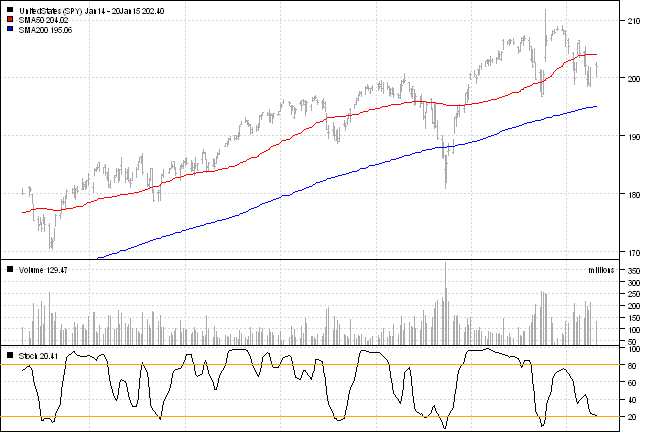 UnitedStates (SPY) Jan14 - 20Jan15 202.40
SMA50 204.02
SMA200 195.06
210
200
190
180
170
Volume 129.47
millions
350
300
250
200
150
100
50
Stoch 20.41
100
80
60
40
20